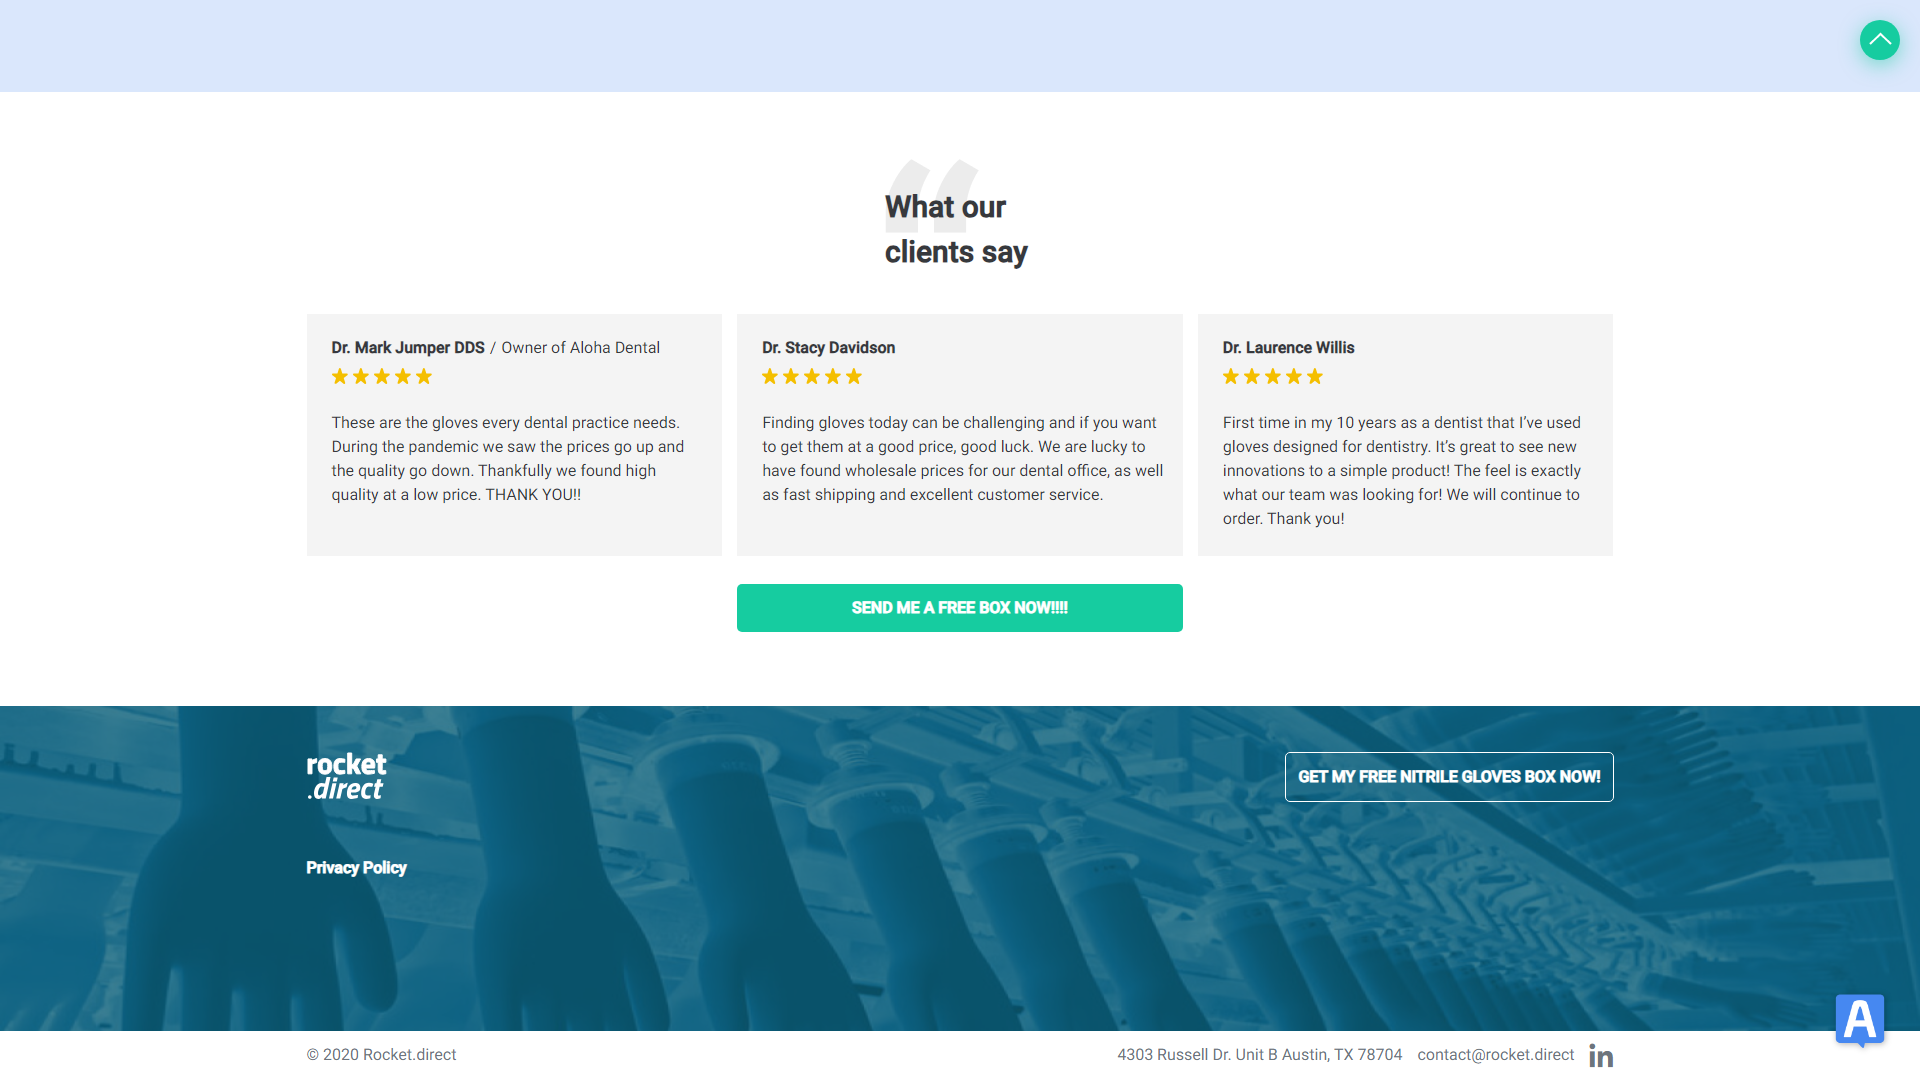 What our
clients say
Dr. Mark Jumper DDS / Owner of Aloha Dental
These are the gloves every dental practice needs.
During the pandemic we saw the prices go up and
the quality go down. Thankfully we found high
quality at a low price. THANK YOU!!
Dr. Stacy Davidson
Finding gloves today can be challenging and if you want
to get them at a good price, good luck. We are lucky to
have found wholesale prices for our dental office, as well
as fast shipping and excellent customer service.
Dr. Laurence Willis
First time in my 10 years as a dentist that I’ve used
gloves designed for dentistry. It’s great to see new
innovations to a simple product! The feel is exactly
what our team was looking for! We will continue to
order. Thank you!
SEND ME A FREE BOX NOW!!!!
rocket
.direct
GET MY FREE NITRILE GLOVES BOX NOW!
Privacy Policy
A
© 2020 Rocket.direct
4303 Russell Dr. Unit B Austin, TX 78704 contact@rocket.direct in